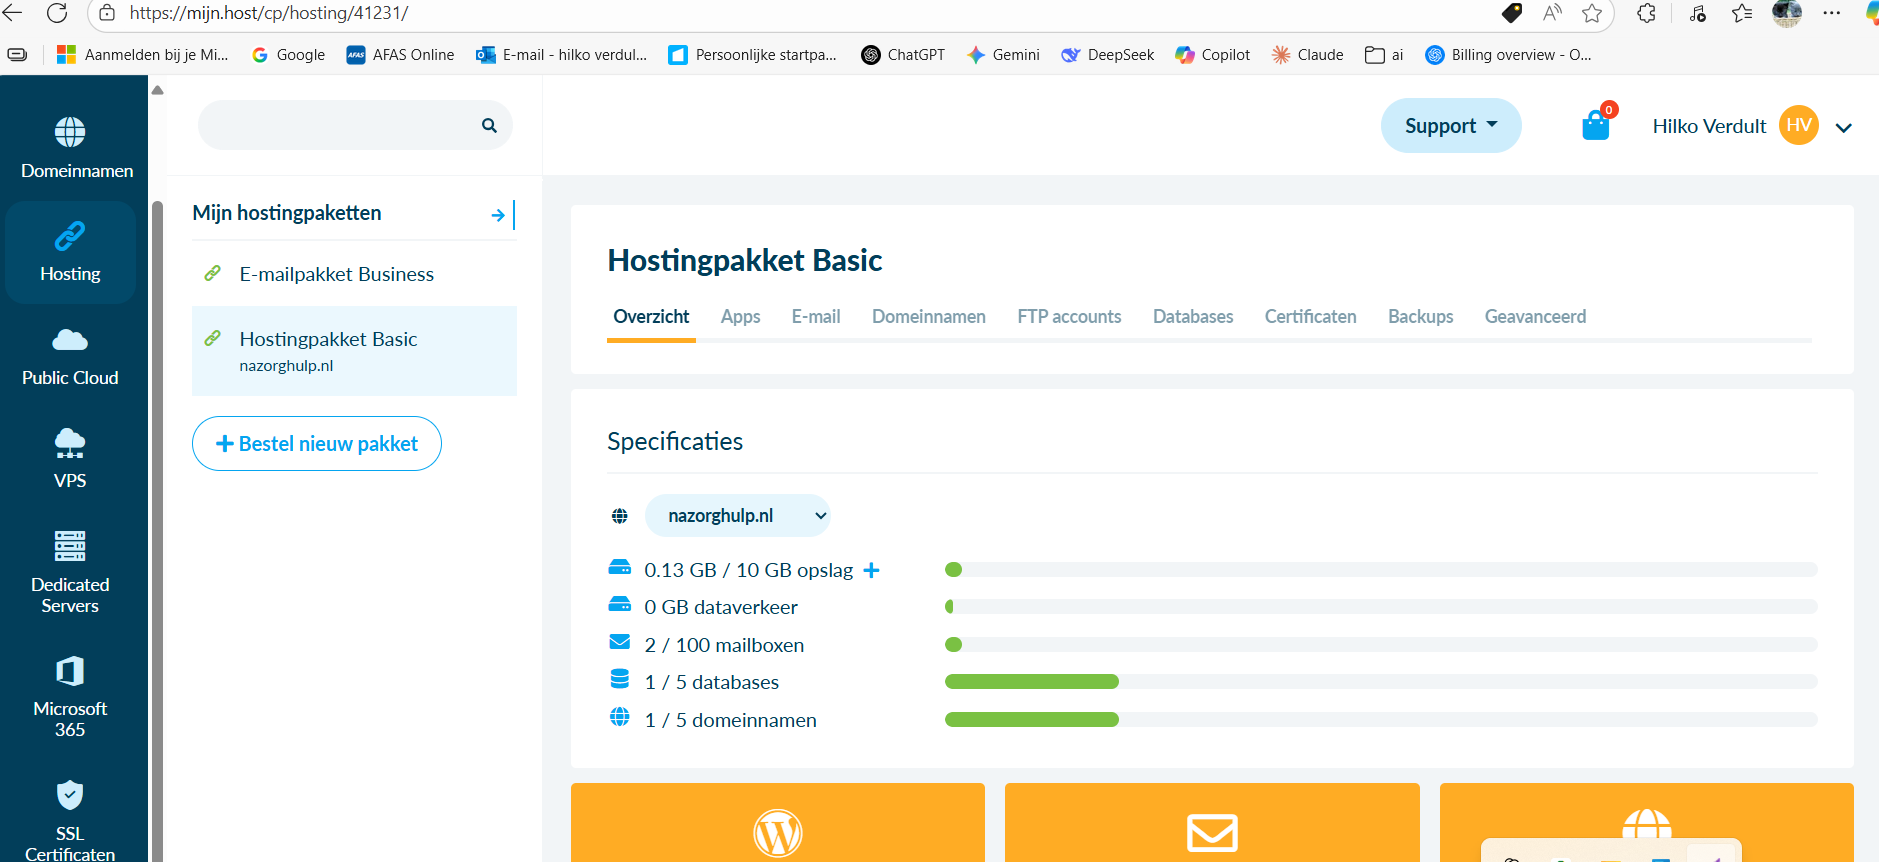 https://mijn.host/cp/hosting/41231/
Aanmelden bij je Mi...
Google
AFAS
AFAS Online
E-mail - hilko verdul...
Persoonlijke startpa...
ChatGPT
Gemini
DeepSeek
Copilot
Claude
ai
Billing overview - O...
Domeinnamen
Hosting
Public Cloud
VPS
Dedicated
Servers
Microsoft
365
SSL
Certificaten
Mijn hostingpaketten
E-mailpakket Business
Hostingpakket Basic
nazorghulp.nl
Bestel nieuw pakket
Support
0
Hilko Verdult
HV
Hostingpakket Basic
Overzicht
Apps
E-mail
Domeinnamen
FTP accounts
Databases
Certificaten
Backups
Geavanceerd
Specificaties
nazorghulp.nl
0.13 GB / 10 GB opslag
0 GB dataverkeer
2 / 100 mailboxen
1 / 5 databases
1 / 5 domeinnamen